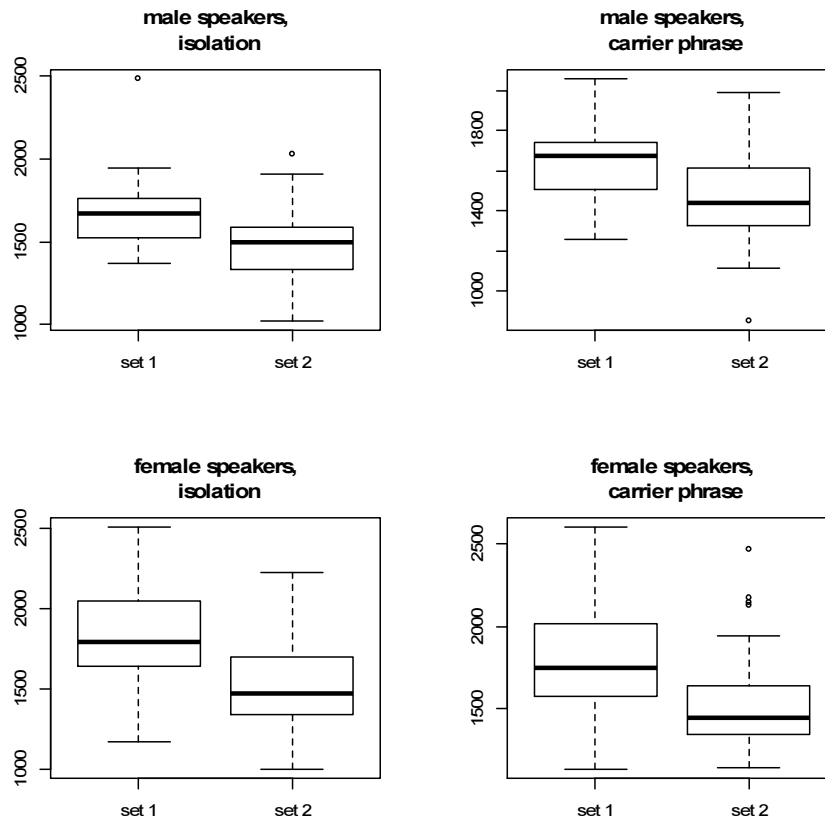 male speakers,
isolation
2500
2000
1500
1000
set 1
set 2
male speakers,
carrier phrase
1800
1400
1000
set 1
set 2
female speakers,
isolation
2500
2000
1500
1000
set 1
set 2
female speakers,
carrier phrase
2500
2000
1500
set 1
set 2